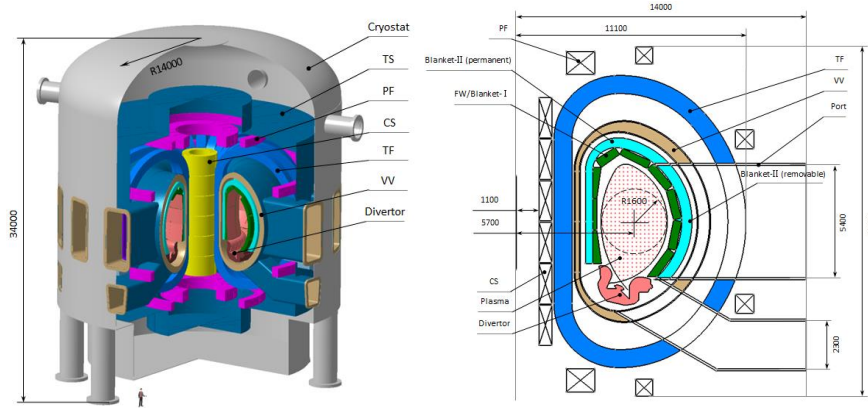 Cryostat
TS
PF
CS
TF
VV
Divertor
R14000
34000
14000
11100
PF
Blanket-II (permanent)
FW/Blanket-I
TF
VV
Port
Blanket-II (removable)
R1600
1100
5700
5400
CS
Plasma
Divertor
2300